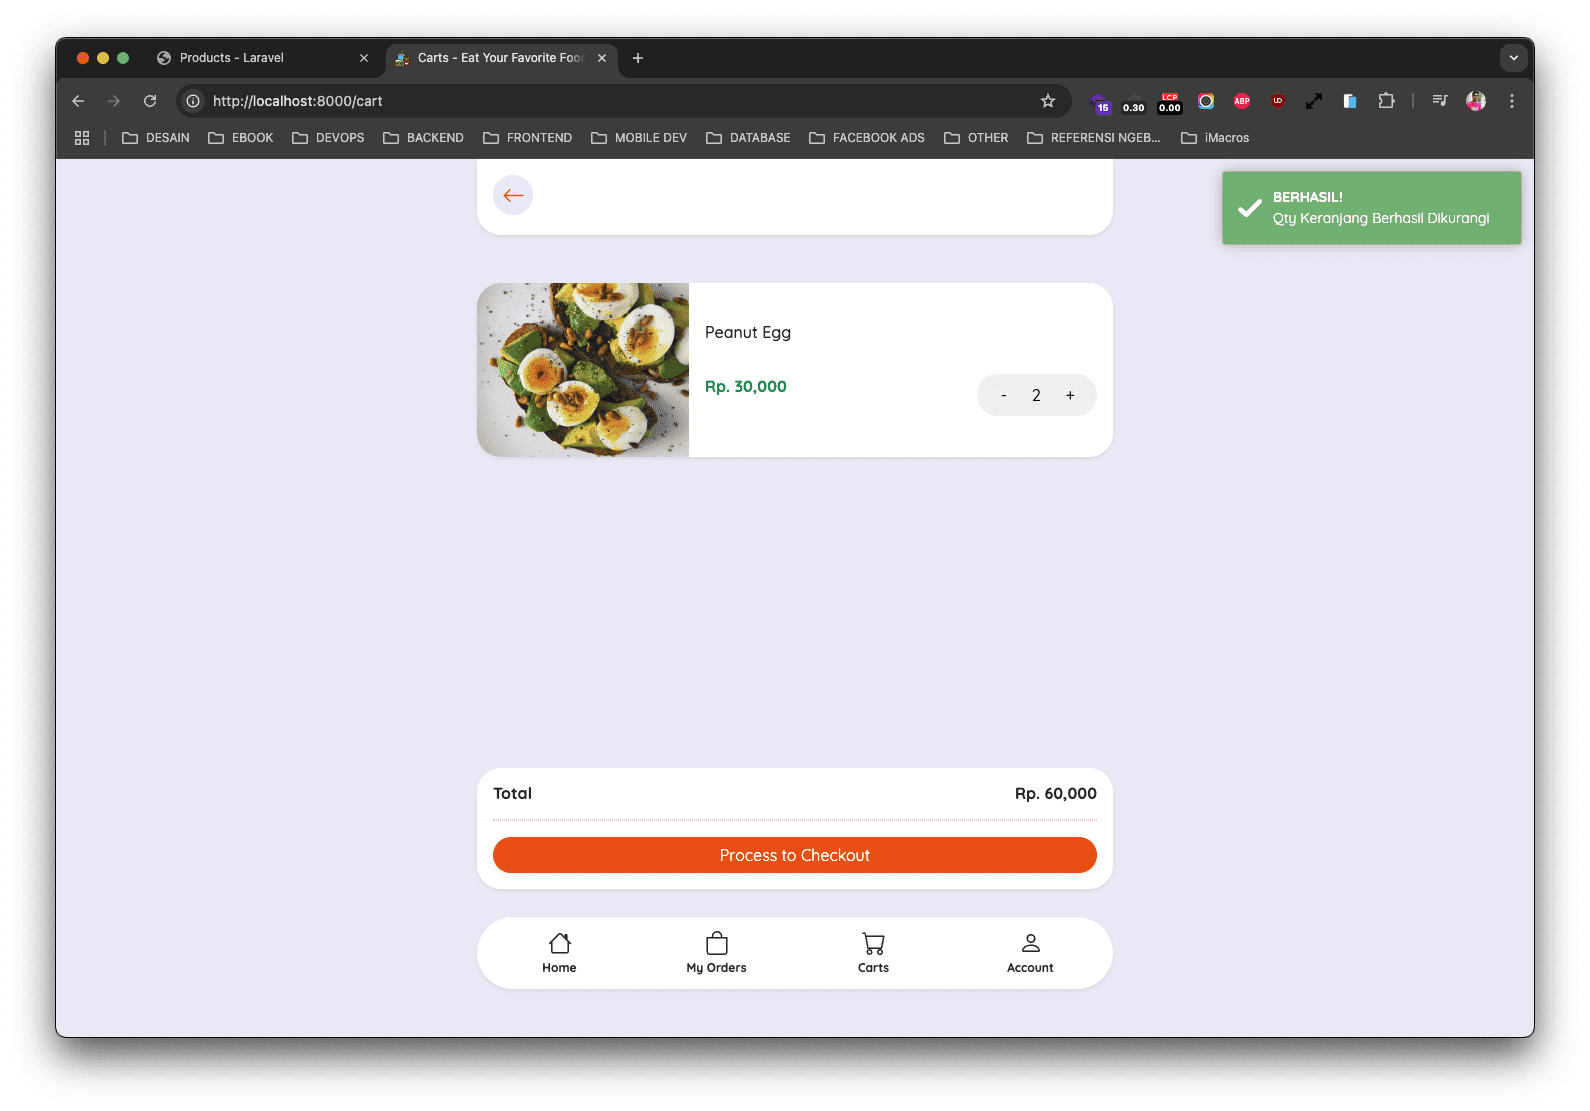 Products - Laravel
Carts - Eat Your Favorite Foo
http://localhost:8000/cart
15
0.30
LCP
0.00
ABP
DESAIN
EBOOK
DEVOPS
BACKEND
FRONTEND
MOBILE DEV
DATABASE
FACEBOOK ADS
OTHER
REFERENSI NGEB...
iMacros
BERHASIL!
Qty Keranjang Berhasil Dikurangi
Peanut Egg
Rp. 30,000
- 2 +
Total
Rp. 60,000
Process to Checkout
Home
My Orders
Carts
Account